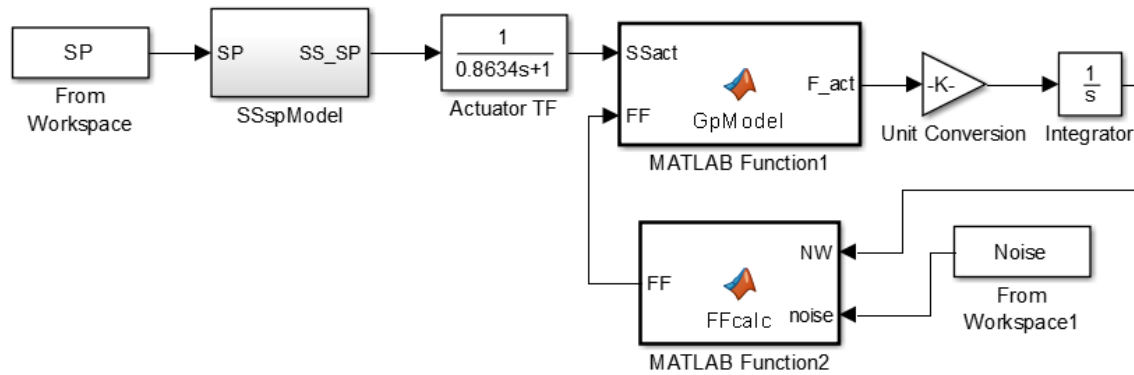 SP
From
Workspace
SP
SS_SP
SSspModel
1
0.8634s+1
Actuator TF
SSact
FF
F_act
GpModel
MATLAB Function1
-K-
Unit Conversion
1
s
Integrator
NW
noise
FF
FFcalc
MATLAB Function2
Noise
From
Workspace1